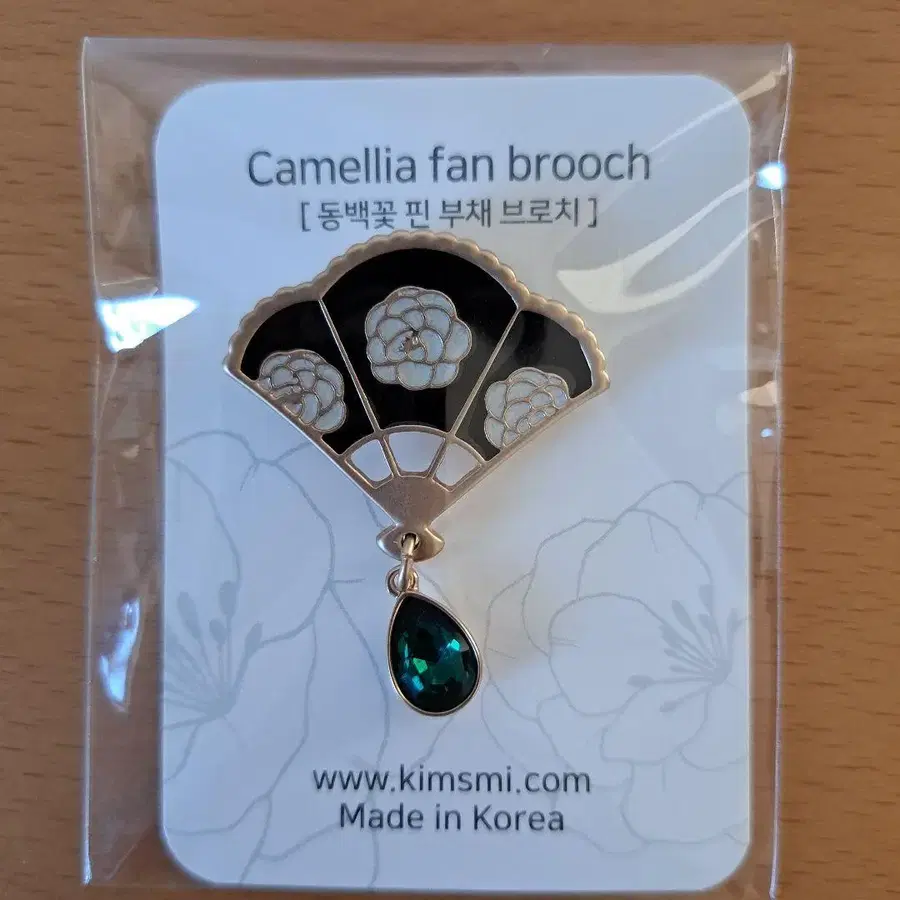 Camellia fan brooch
[ 동백꽃 핀 부채 브로치 ]
www.kimsmi.com
Made in Korea